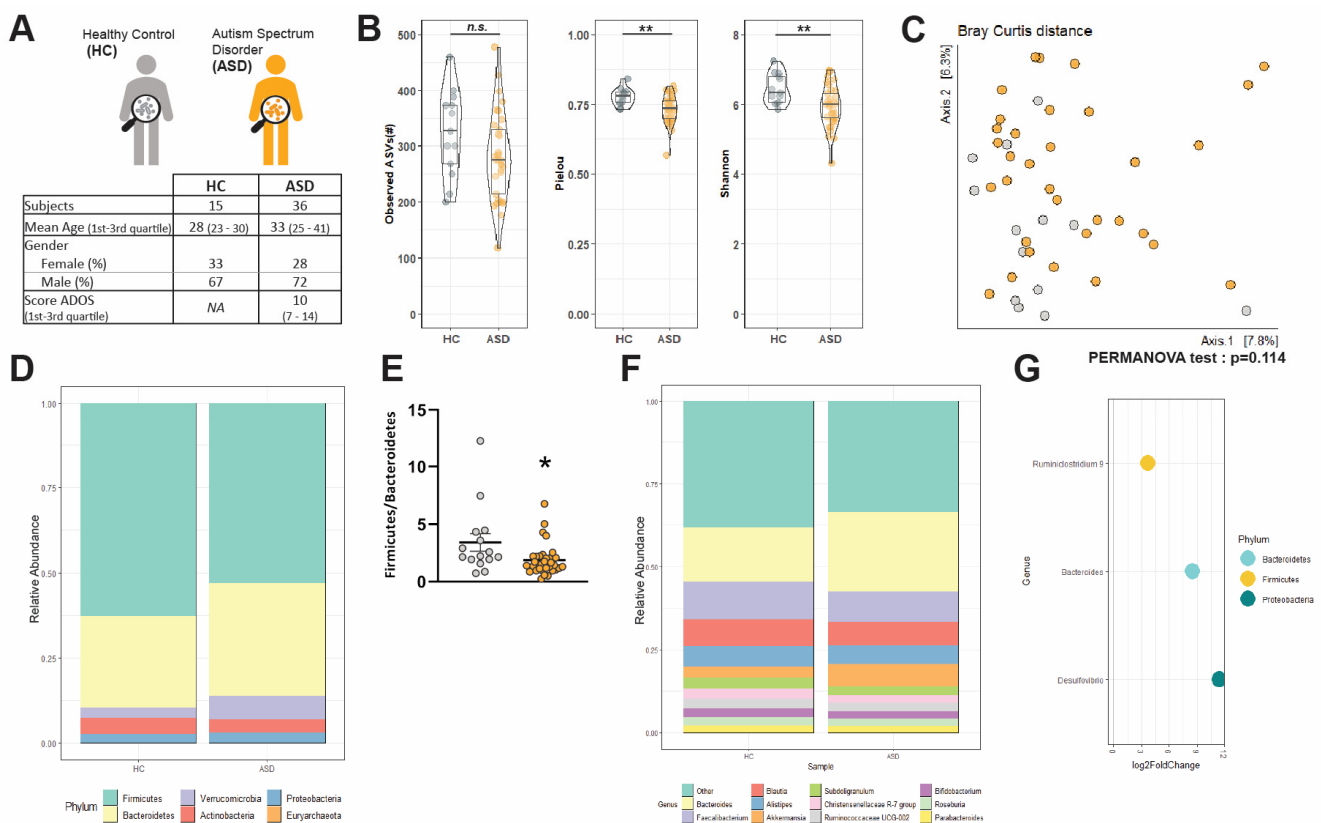 A
Healthy Control
(HC)
Autism Spectrum
Disorder
(ASD)
HC ASD
Subjects 15 36
Mean Age (1st-3rd quartile) 28 (23 - 30) 33 (25 - 41)
Gender
Female (%) 33 28
Male (%) 67 72
Score ADOS
(1st-3rd quartile) NA 10
(7 - 14)
B
n.s.
Observed ASVs(#)
500
400
300
200
100
0
HC ASD
**
Pielou
1.00
0.75
0.50
0.25
0.00
HC ASD
**
Shannon
8
6
4
2
0
HC ASD
C
Bray Curtis distance
Axis.2 [6.3%]
Axis.1 [7.8%]
PERMANOVA test : p=0.114
D
Relative Abundance
1.00
0.75
0.50
0.25
0.00
HC ASD
Phylum
Firmicutes
Bacteroidetes
Verrucomicrobia
Actinobacteria
Proteobacteria
Euryarchaeota
E
Firmicutes/Bacteroidetes
15
10
5
0
*
F
Relative Abundance
1.00
0.75
0.50
0.25
0.00
HC ASD
Sample
Genus
Other
Bacteroides
Faecalibacterium
Blautia
Alistipes
Akkermansia
Subdoligranulum
Christensenellaceae R-7 group
Ruminococcaceae UCG-002
Bifidobacterium
Roseburia
Parabacteroides
G
Genus
Ruminiclostridium 9
Bacteroides
Desulfovibrio
0 3 6 9 12
log2FoldChange
Phylum
Bacteroidetes
Firmicutes
Proteobacteria